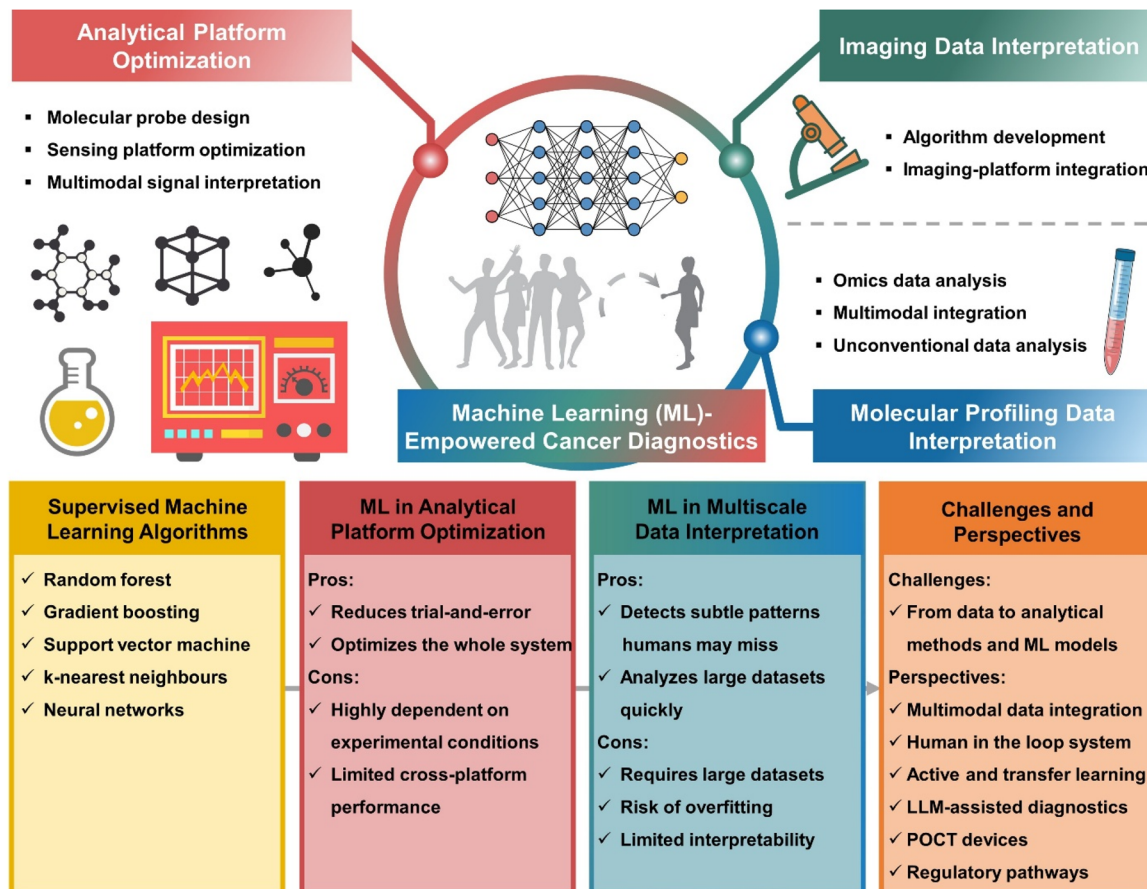 Analytical Platform
Optimization
▪ Molecular probe design
▪ Sensing platform optimization
▪ Multimodal signal interpretation
Imaging Data Interpretation
▪ Algorithm development
▪ Imaging-platform integration
▪ Omics data analysis
▪ Multimodal integration
▪ Unconventional data analysis
Machine Learning (ML)-
Empowered Cancer Diagnostics
Molecular Profiling Data
Interpretation
Supervised Machine
Learning Algorithms
✓ Random forest
✓ Gradient boosting
✓ Support vector machine
✓ k-nearest neighbours
✓ Neural networks
ML in Analytical
Platform Optimization
Pros:
✓ Reduces trial-and-error
✓ Optimizes the whole system
Cons:
✓ Highly dependent on
experimental conditions
✓ Limited cross-platform
performance
ML in Multiscale
Data Interpretation
Pros:
✓ Detects subtle patterns
humans may miss
✓ Analyzes large datasets
quickly
Cons:
✓ Requires large datasets
✓ Risk of overfitting
✓ Limited interpretability
Challenges and
Perspectives
Challenges:
✓ From data to analytical
methods and ML models
Perspectives:
✓ Multimodal data integration
✓ Human in the loop system
✓ Active and transfer learning
✓ LLM-assisted diagnostics
✓ POCT devices
✓ Regulatory pathways